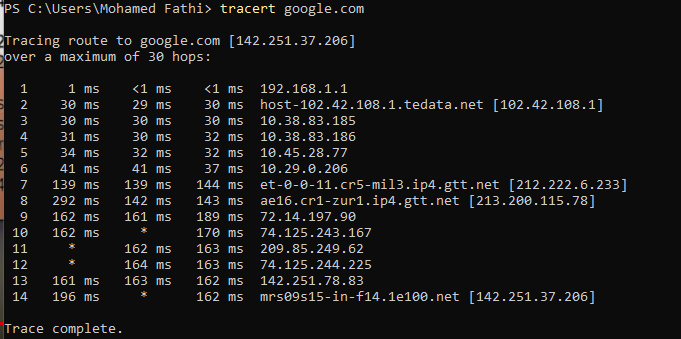 PS C:\Users\Mohamed Fathi> tracert google.com
Tracing route to google.com [142.251.37.206]
over a maximum of 30 hops:
1 1 ms <1 ms <1 ms 192.168.1.1
2 30 ms 29 ms 30 ms host-102.42.108.1.tedata.net [102.42.108.1]
3 30 ms 30 ms 30 ms 10.38.83.185
4 31 ms 30 ms 32 ms 10.38.83.186
5 34 ms 32 ms 32 ms 10.45.28.77
6 41 ms 41 ms 37 ms 10.29.0.206
7 139 ms 139 ms 144 ms et-0-0-11.cr5-mil3.ip4.gtt.net [212.222.6.233]
8 292 ms 142 ms 143 ms ae16.cr1-zur1.ip4.gtt.net [213.200.115.78]
9 162 ms 161 ms 189 ms 72.14.197.90
10 162 ms * 170 ms 74.125.243.167
11 * 162 ms 163 ms 209.85.249.62
12 * 164 ms 163 ms 74.125.244.225
13 161 ms 163 ms 162 ms 142.251.78.83
14 196 ms * 162 ms mrs09s15-in-f14.1e100.net [142.251.37.206]
Trace complete.